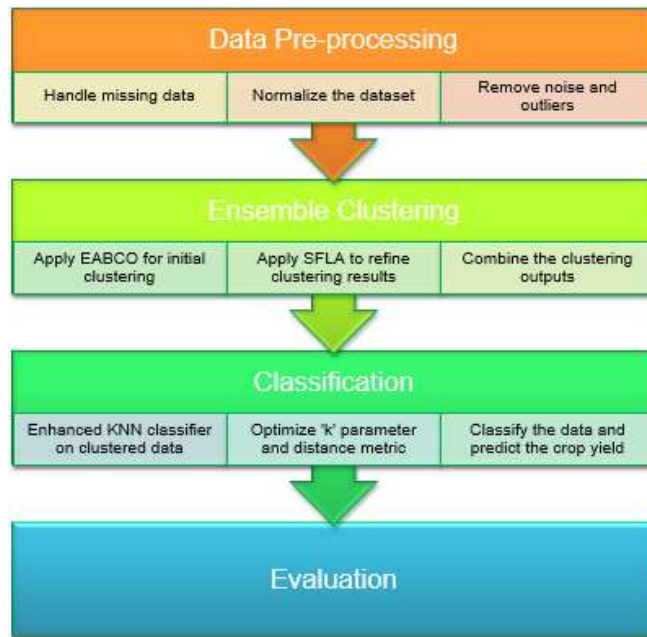 Data Pre-processing
Handle missing data
Normalize the dataset
Remove noise and
outliers
Ensemble Clustering
Apply EABCO for initial
clustering
Apply SFLA to refine
clustering results
Combine the clustering
outputs
Classification
Enhanced KNN classifier
on clustered data
Optimize 'k' parameter
and distance metric
Classify the data and
predict the crop yield
Evaluation